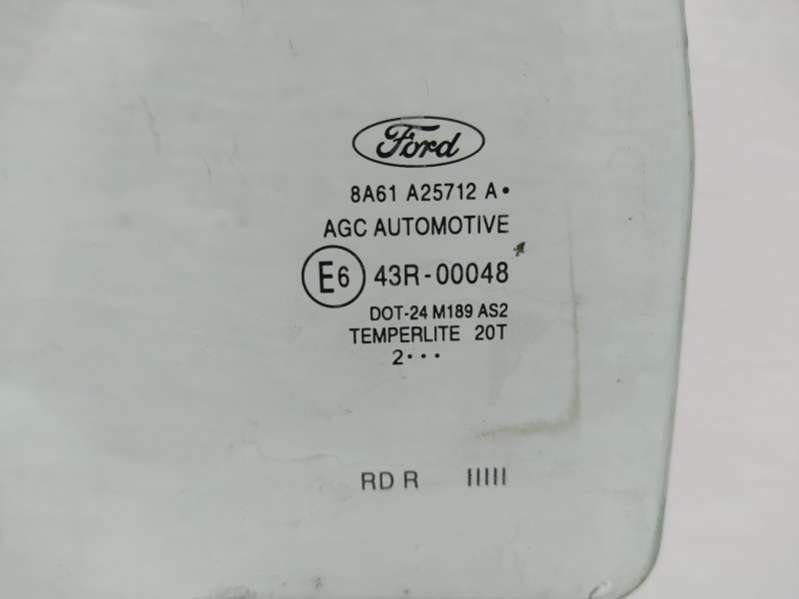 Ford
8A61 A25712 A•
AGC AUTOMOTIVE
E6 43R-00048
DOT-24 M189 AS2
TEMPERLITE 20T
2•••
RD R IIIII